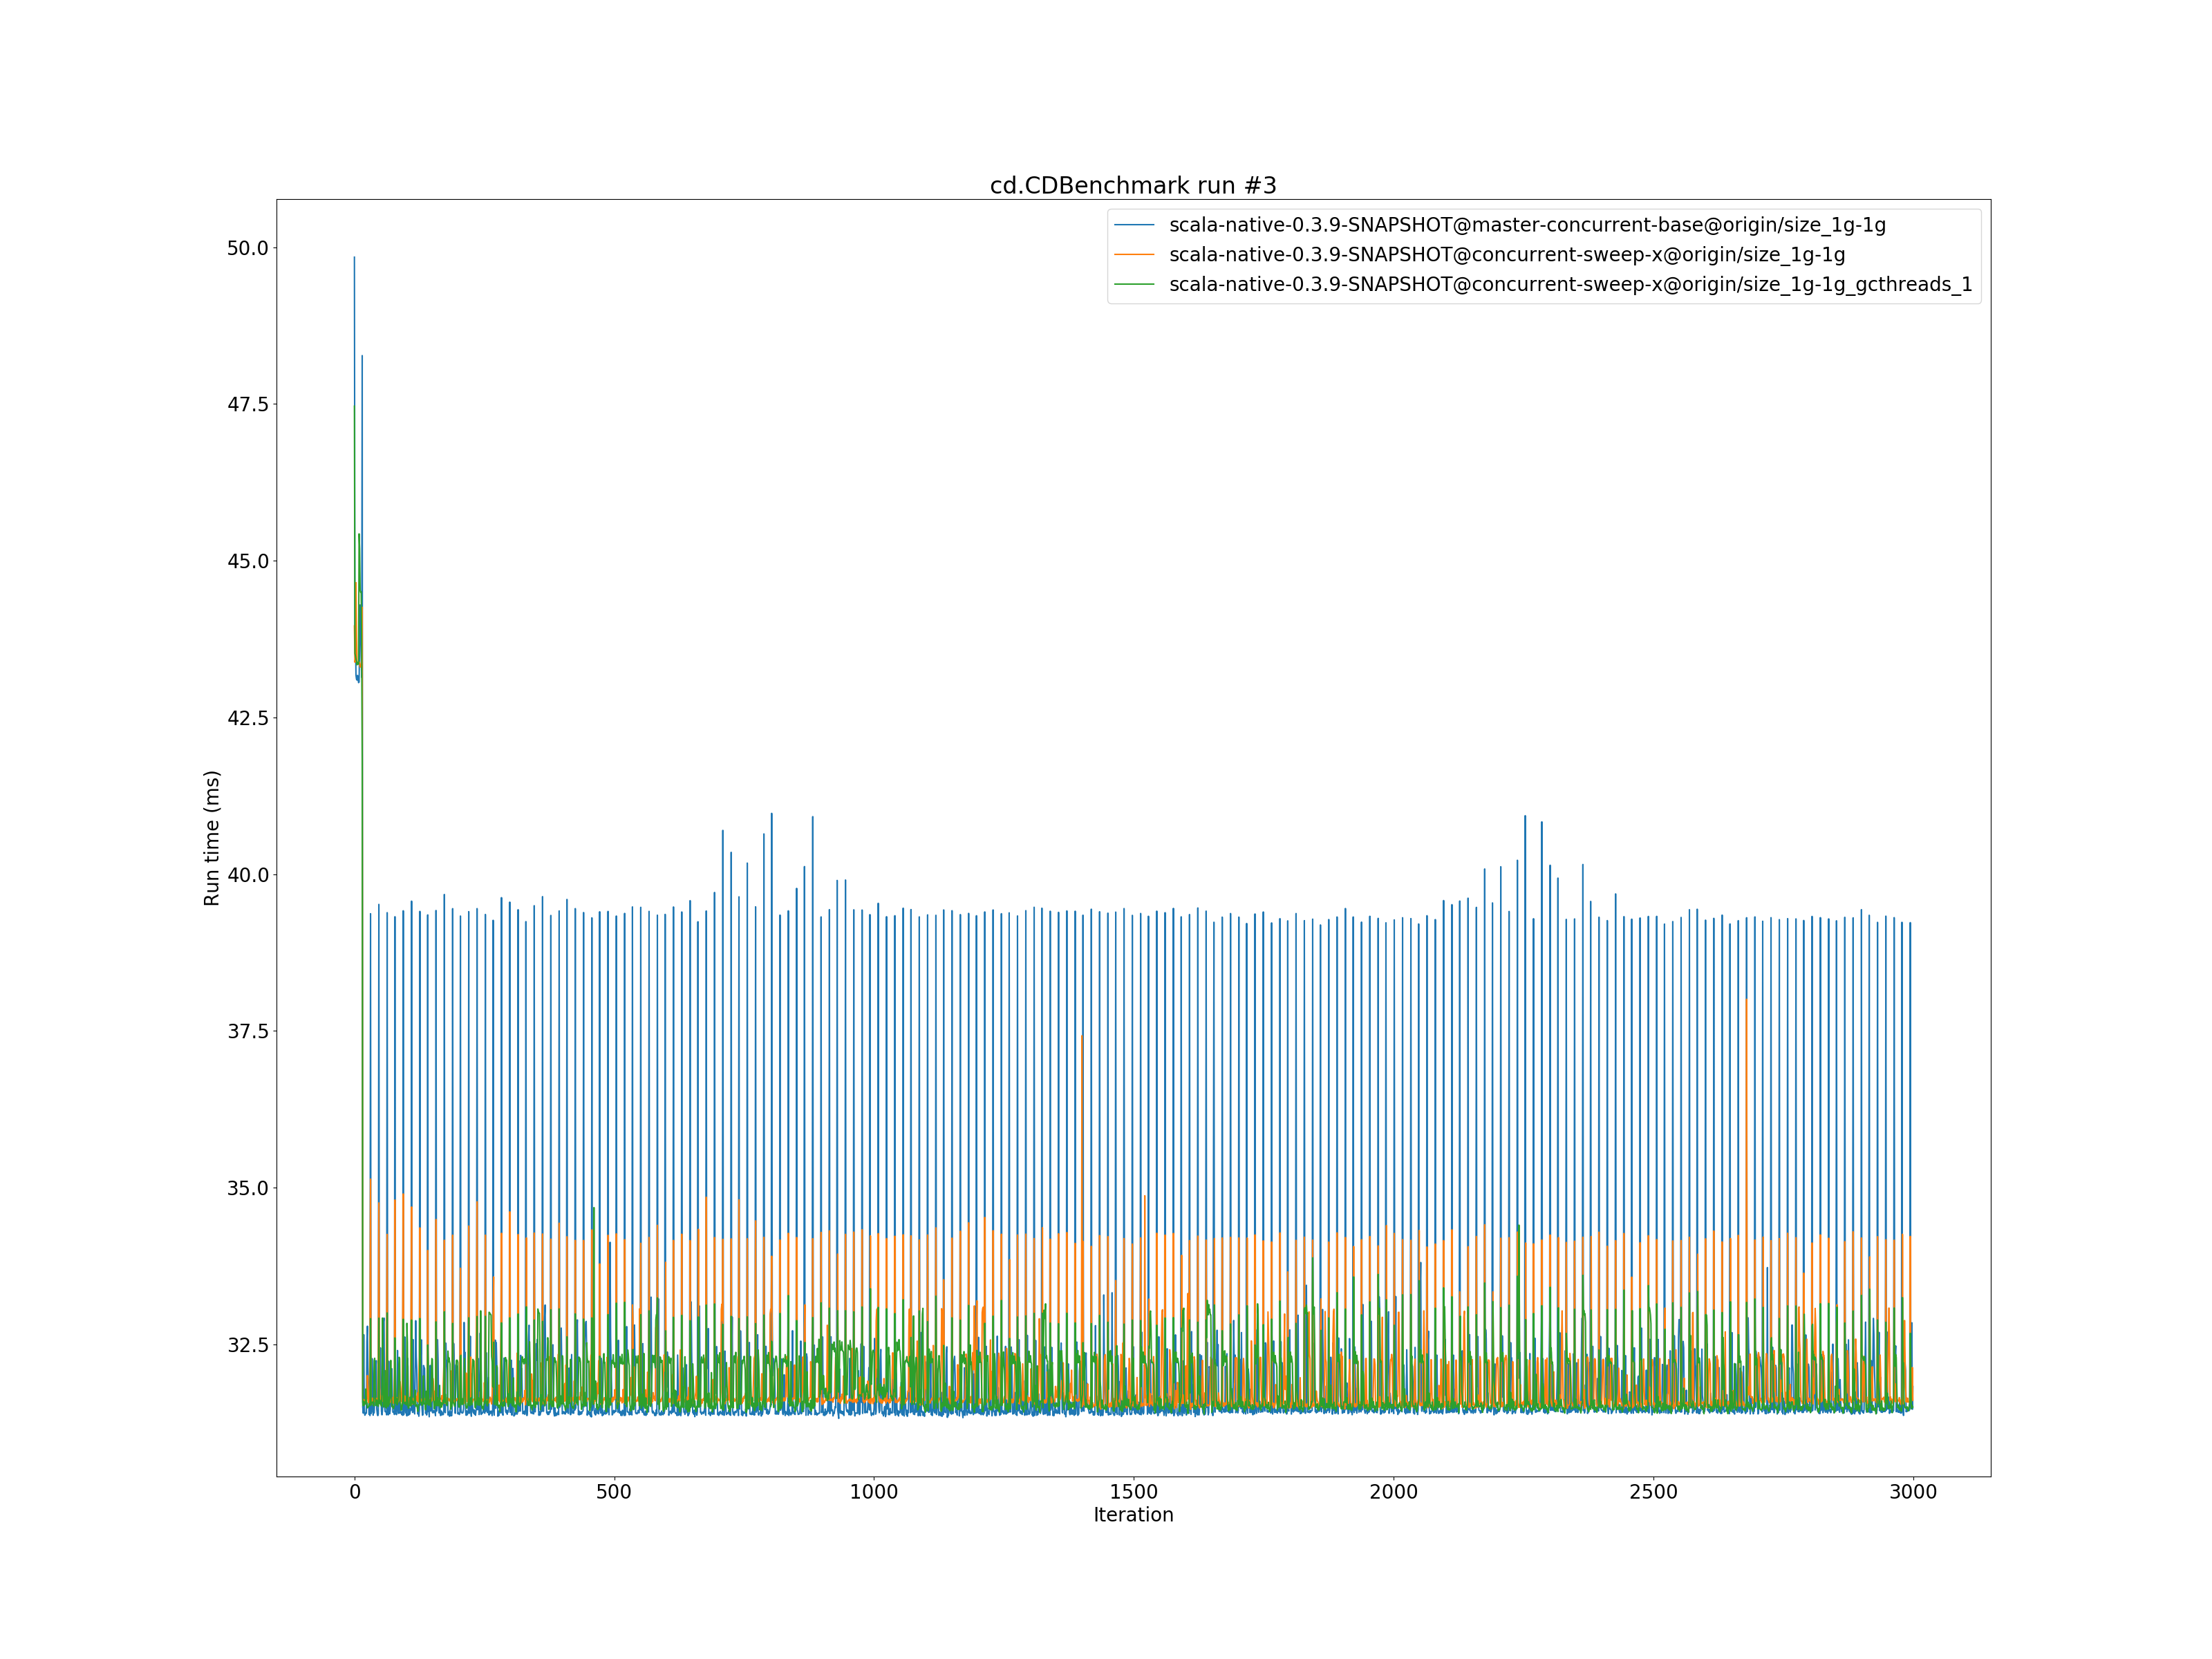 cd.CDBenchmark run #3
scala-native-0.3.9-SNAPSHOT@master-concurrent-base@origin/size_1g-1g
scala-native-0.3.9-SNAPSHOT@concurrent-sweep-x@origin/size_1g-1g
scala-native-0.3.9-SNAPSHOT@concurrent-sweep-x@origin/size_1g-1g_gcthreads_1
50.0
47.5
45.0
42.5
40.0
37.5
35.0
32.5
Run time (ms)
0 500 1000 1500 2000 2500 3000
Iteration